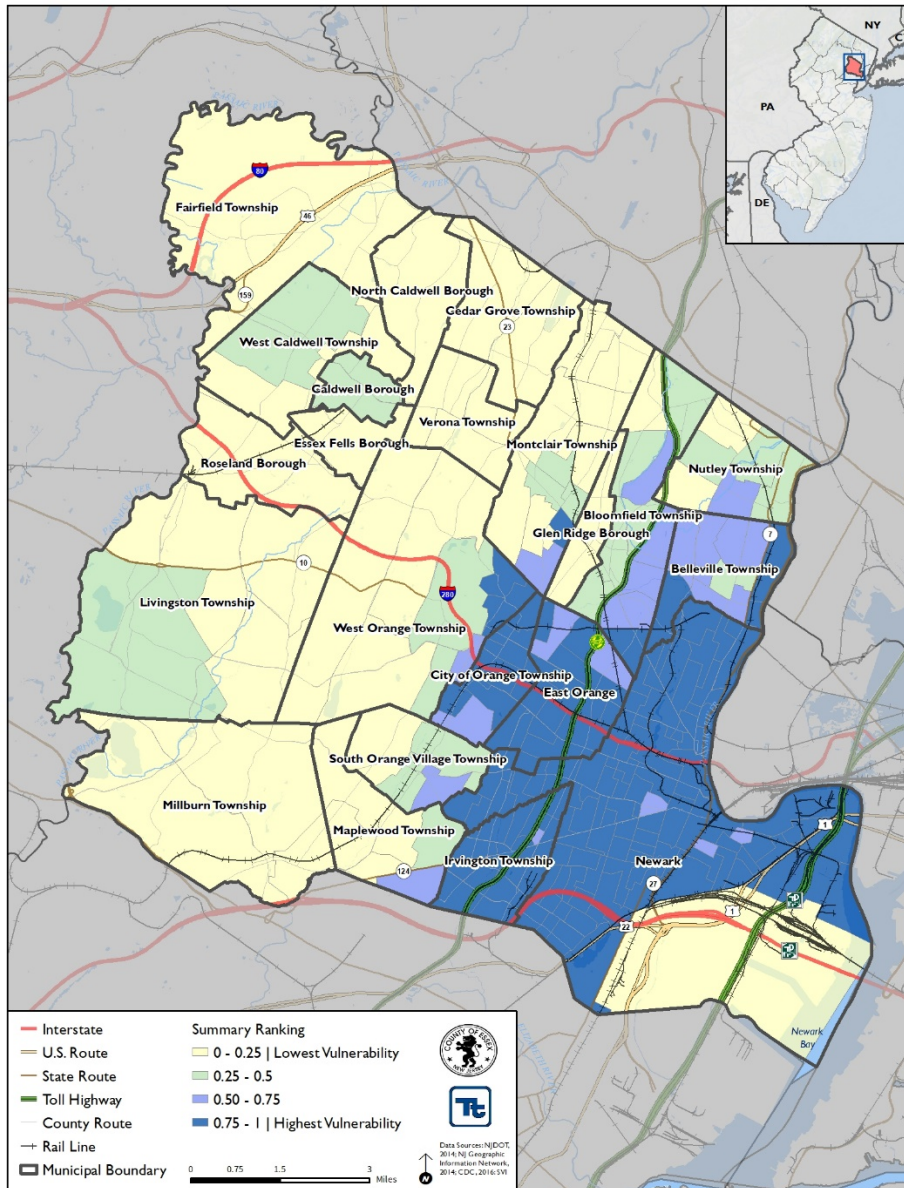 NY
PA
DE
80
Fairfield Township
46
159
North Caldwell Borough
Cedar Grove Township
23
West Caldwell Township
Caldwell Borough
Verona Township
Essex Fells Borough
Montclair Township
Roseland Borough
Nutley Township
Bloomfield Township
Glen Ridge Borough
7
Belleville Township
10
280
Livingston Township
West Orange Township
City of Orange Township
East Orange
South Orange Village Township
Millburn Township
Maplewood Township
1
Irvington Township
Newark
124
27
1
22
Newark
Bay
Interstate
U.S. Route
State Route
Toll Highway
County Route
Rail Line
Municipal Boundary
Summary Ranking
0 - 0.25 | Lowest Vulnerability
0.25 - 0.5
0.50 - 0.75
0.75 - 1 | Highest Vulnerability
0 0.75 1.5 3
Miles
COUNTY OF ESSEX
NEW JERSEY
Tt
N
Data Sources: NJDOT,
2014; NJ Geographic
Information Network,
2014; CDC, 2016: SVI